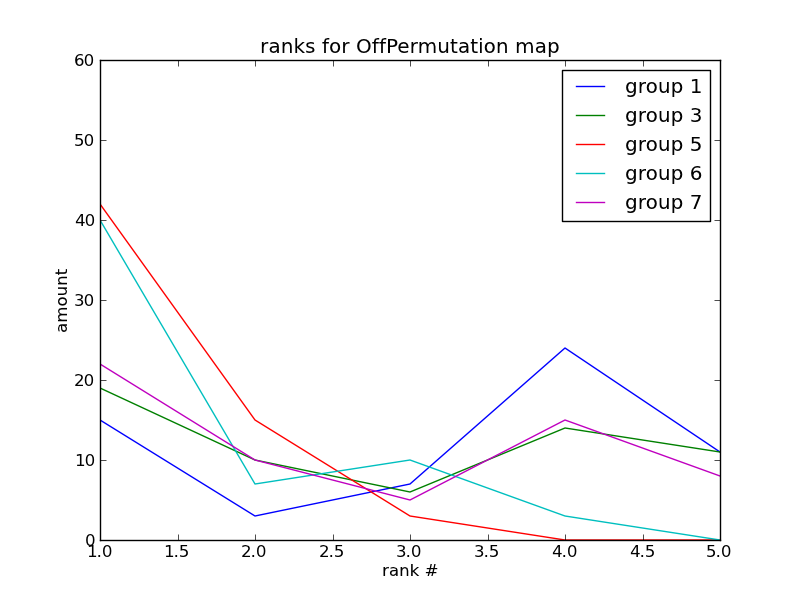 ranks for OffPermutation map
60
50
40
30
20
10
0
amount
group 1
group 3
group 5
group 6
group 7
1.0 1.5 2.0 2.5 3.0 3.5 4.0 4.5 5.0
rank #